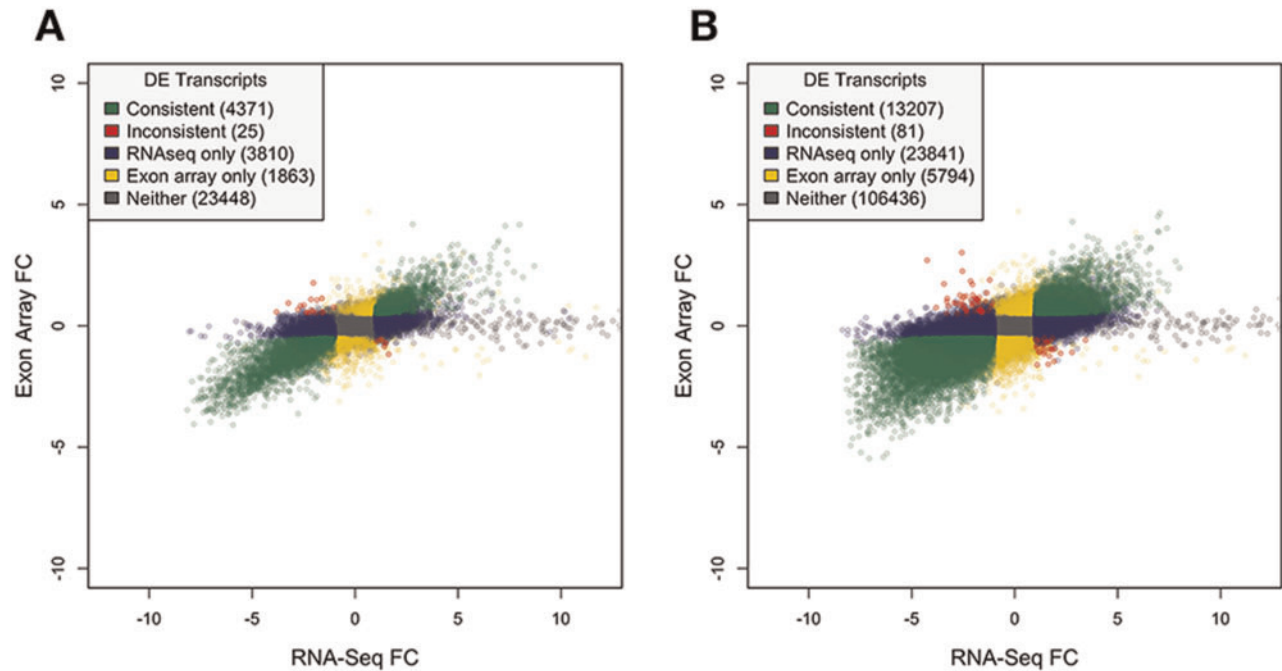 A
DE Transcripts
Consistent (4371)
Inconsistent (25)
RNAseq only (3810)
Exon array only (1863)
Neither (23448)
10
5
0
-5
-10
Exon Array FC
-10
-5
0
5
10
RNA-Seq FC
B
DE Transcripts
Consistent (13207)
Inconsistent (81)
RNAseq only (23841)
Exon array only (5794)
Neither (106436)
10
5
0
-5
-10
Exon Array FC
-10
-5
0
5
10
RNA-Seq FC